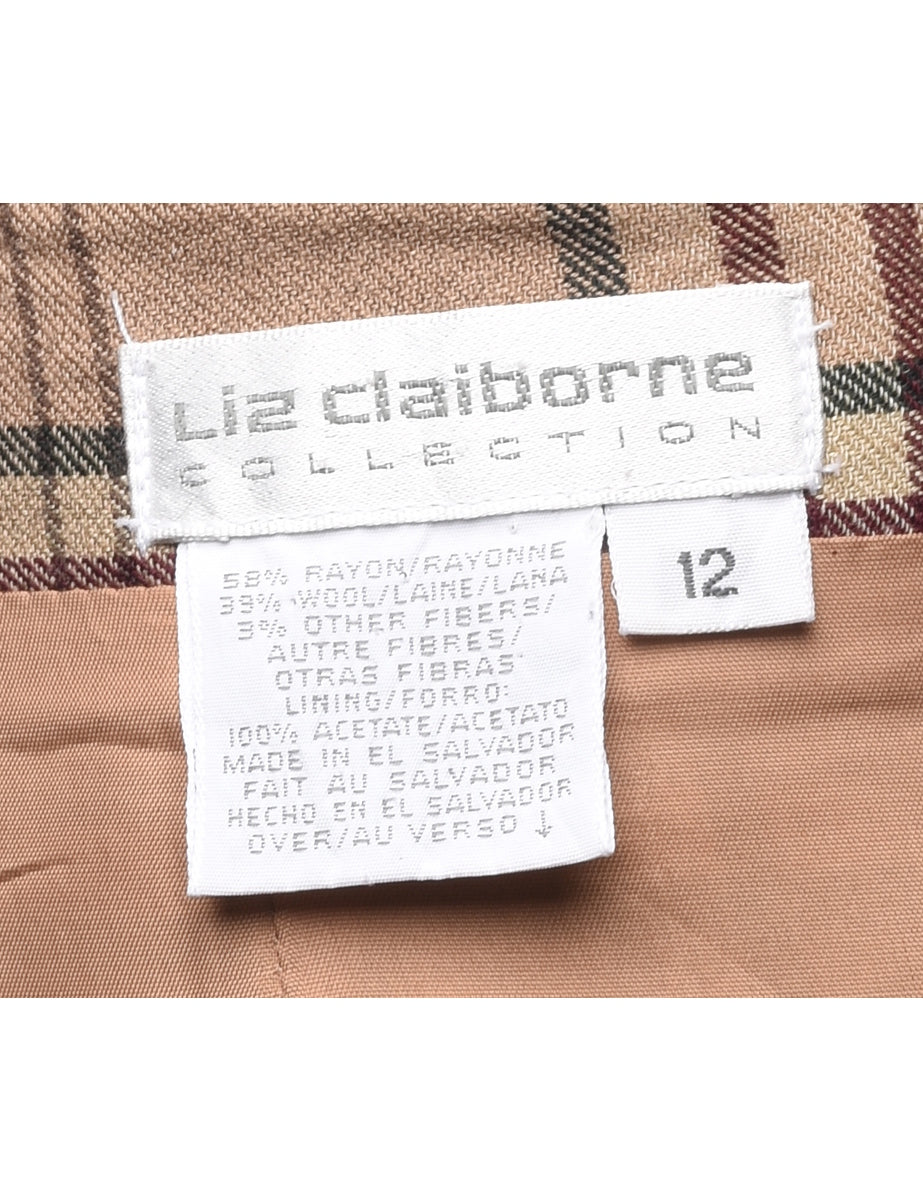 Liz claiborne
COLLECTION
12
58% RAYON/RAYONNE
39% WOOL/LAINE/LANA
3% OTHER FIBERS/
AUTRE FIBRES/
OTRAS FIBRAS
LINING/FORRO:
100% ACETATE/ACETATO
MADE IN EL SALVADOR
FAIT AU SALVADOR
HECHO EN EL SALVADOR
OVER/AU VERSO ↓